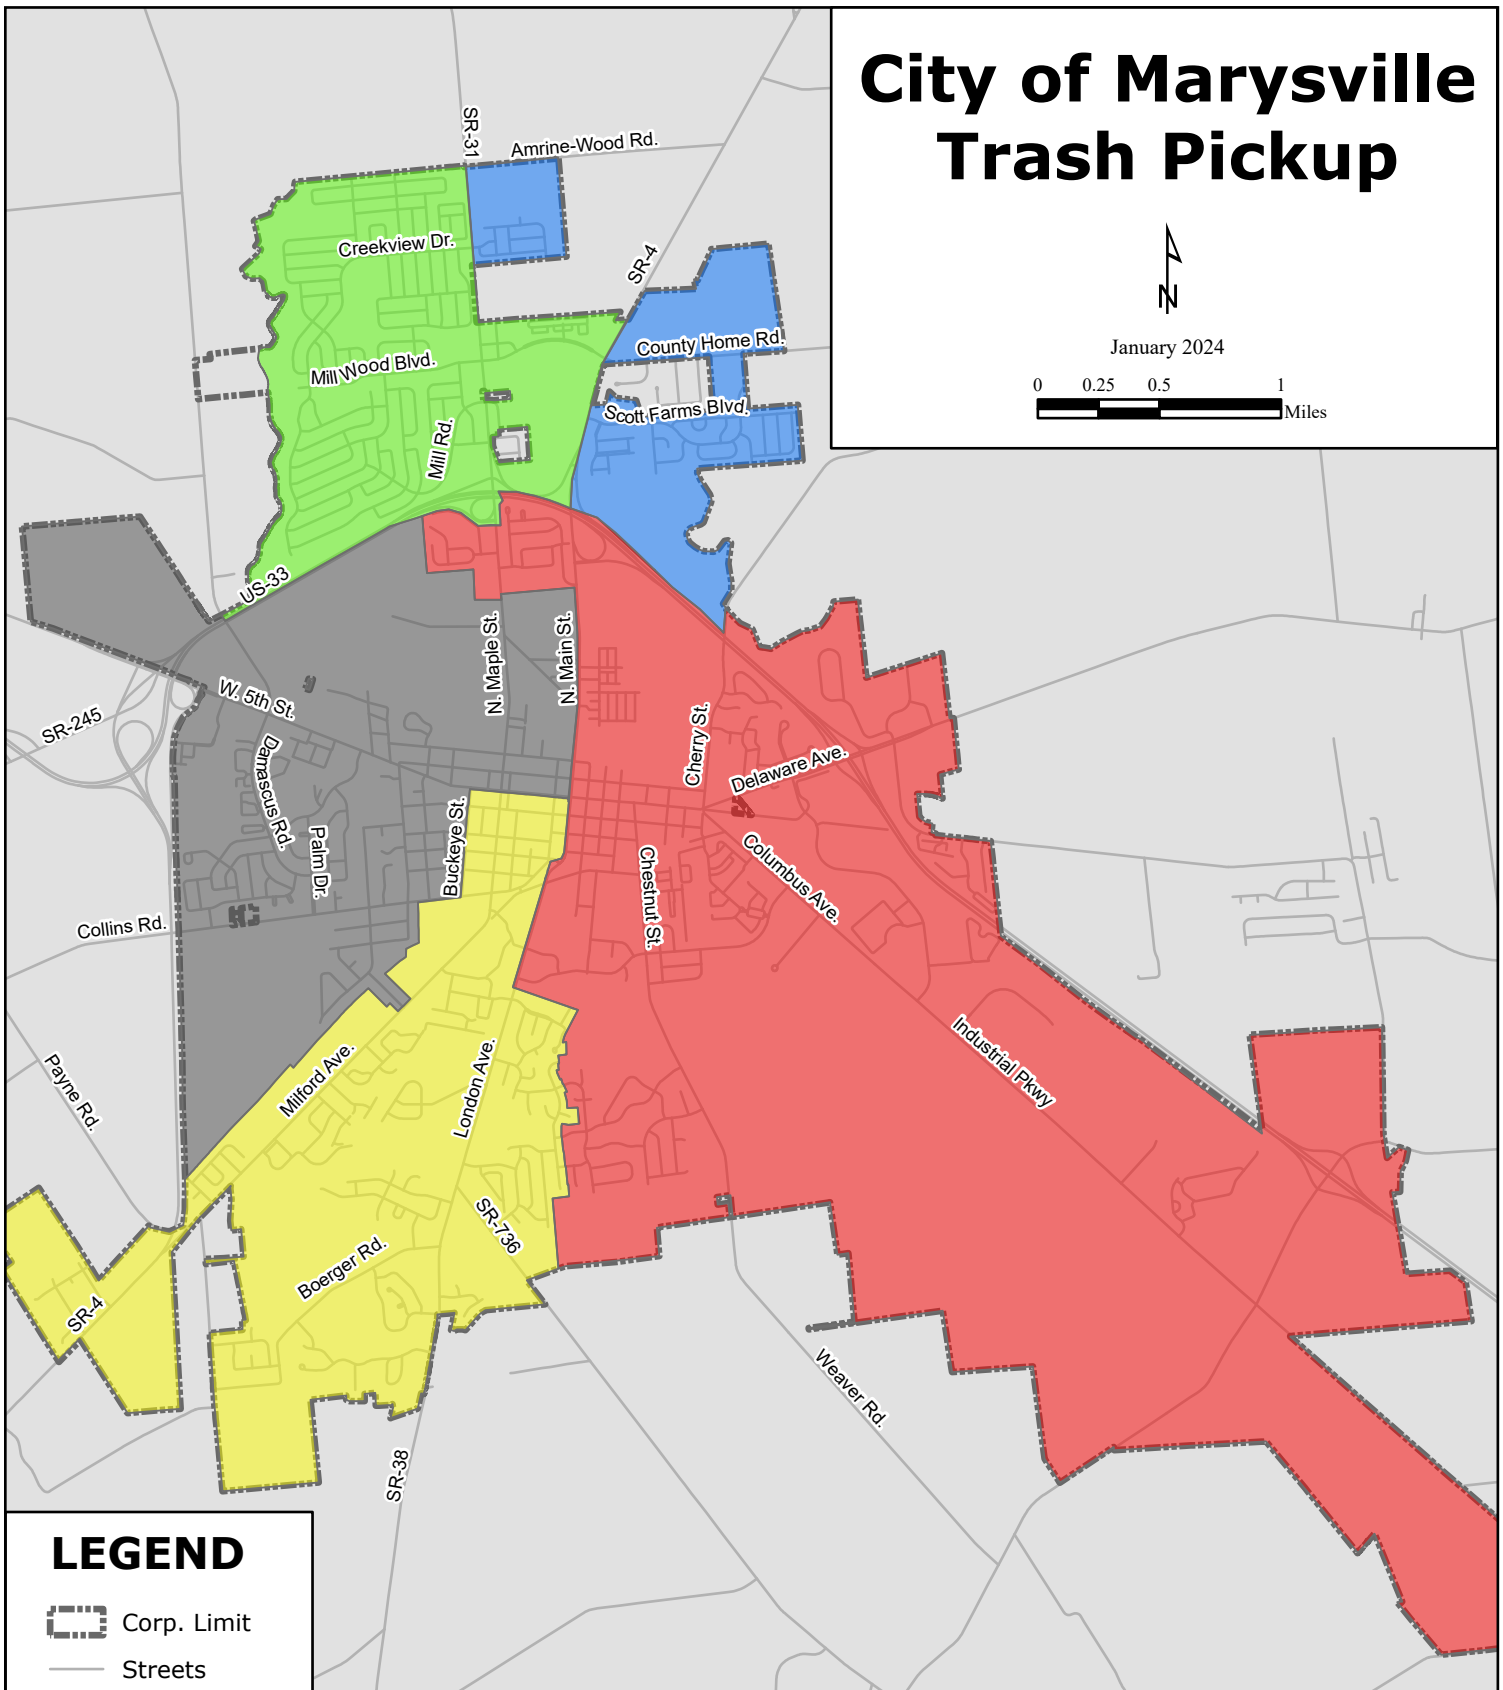 City of Marysville
Trash Pickup
N
January 2024
0 0.25 0.5 1
Miles
SR-31
Amrine-Wood Rd.
Creekview Dr.
SR-4
County Home Rd.
Mill Wood Blvd.
Scott Farms Blvd.
Mill Rd.
US-33
N. Maple St.
N. Main St.
W. 5th St.
SR-245
Cherry St.
Delaware Ave.
Damascus Rd.
Palm Dr.
Buckeye St.
Chestnut St.
Columbus Ave.
Collins Rd.
Industrial Pkwy
Payne Rd.
Milford Ave.
London Ave.
SR-736
Boerger Rd.
SR-4
Weaver Rd.
SR-38
LEGEND
Corp. Limit
Streets